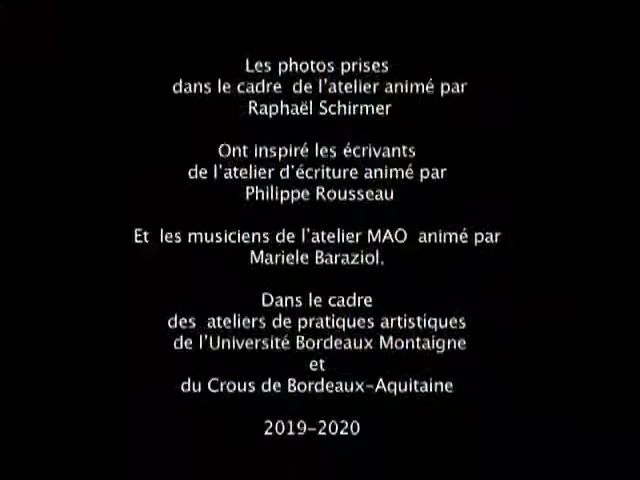 Les photos prises
dans le cadre de l'atelier animé par
Raphaël Schirmer
Ont inspiré les écrivants
de l'atelier d'écriture animé par
Philippe Rousseau
Et les musiciens de l'atelier MAO animé par
Mariele Baraziol.
Dans le cadre
des ateliers de pratiques artistiques
de l'Université Bordeaux Montaigne
et
du Crous de Bordeaux-Aquitaine
2019-2020